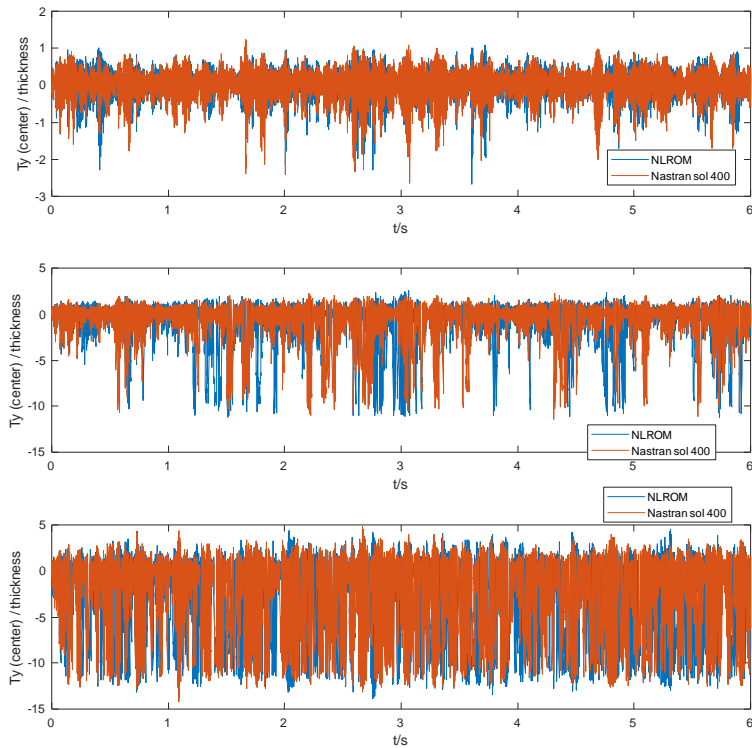 2
1
0
-1
-2
-3
Ty (center) / thickness
NLROM
Nastran sol 400
0 1 2 3 4 5 6
t/s
5
0
-5
-10
-15
Ty (center) / thickness
NLROM
Nastran sol 400
0 1 2 3 4 5 6
NLROM
Nastran sol 400
5
0
-5
-10
-15
Ty (center) / thickness
0 1 2 3 4 5 6
t/s